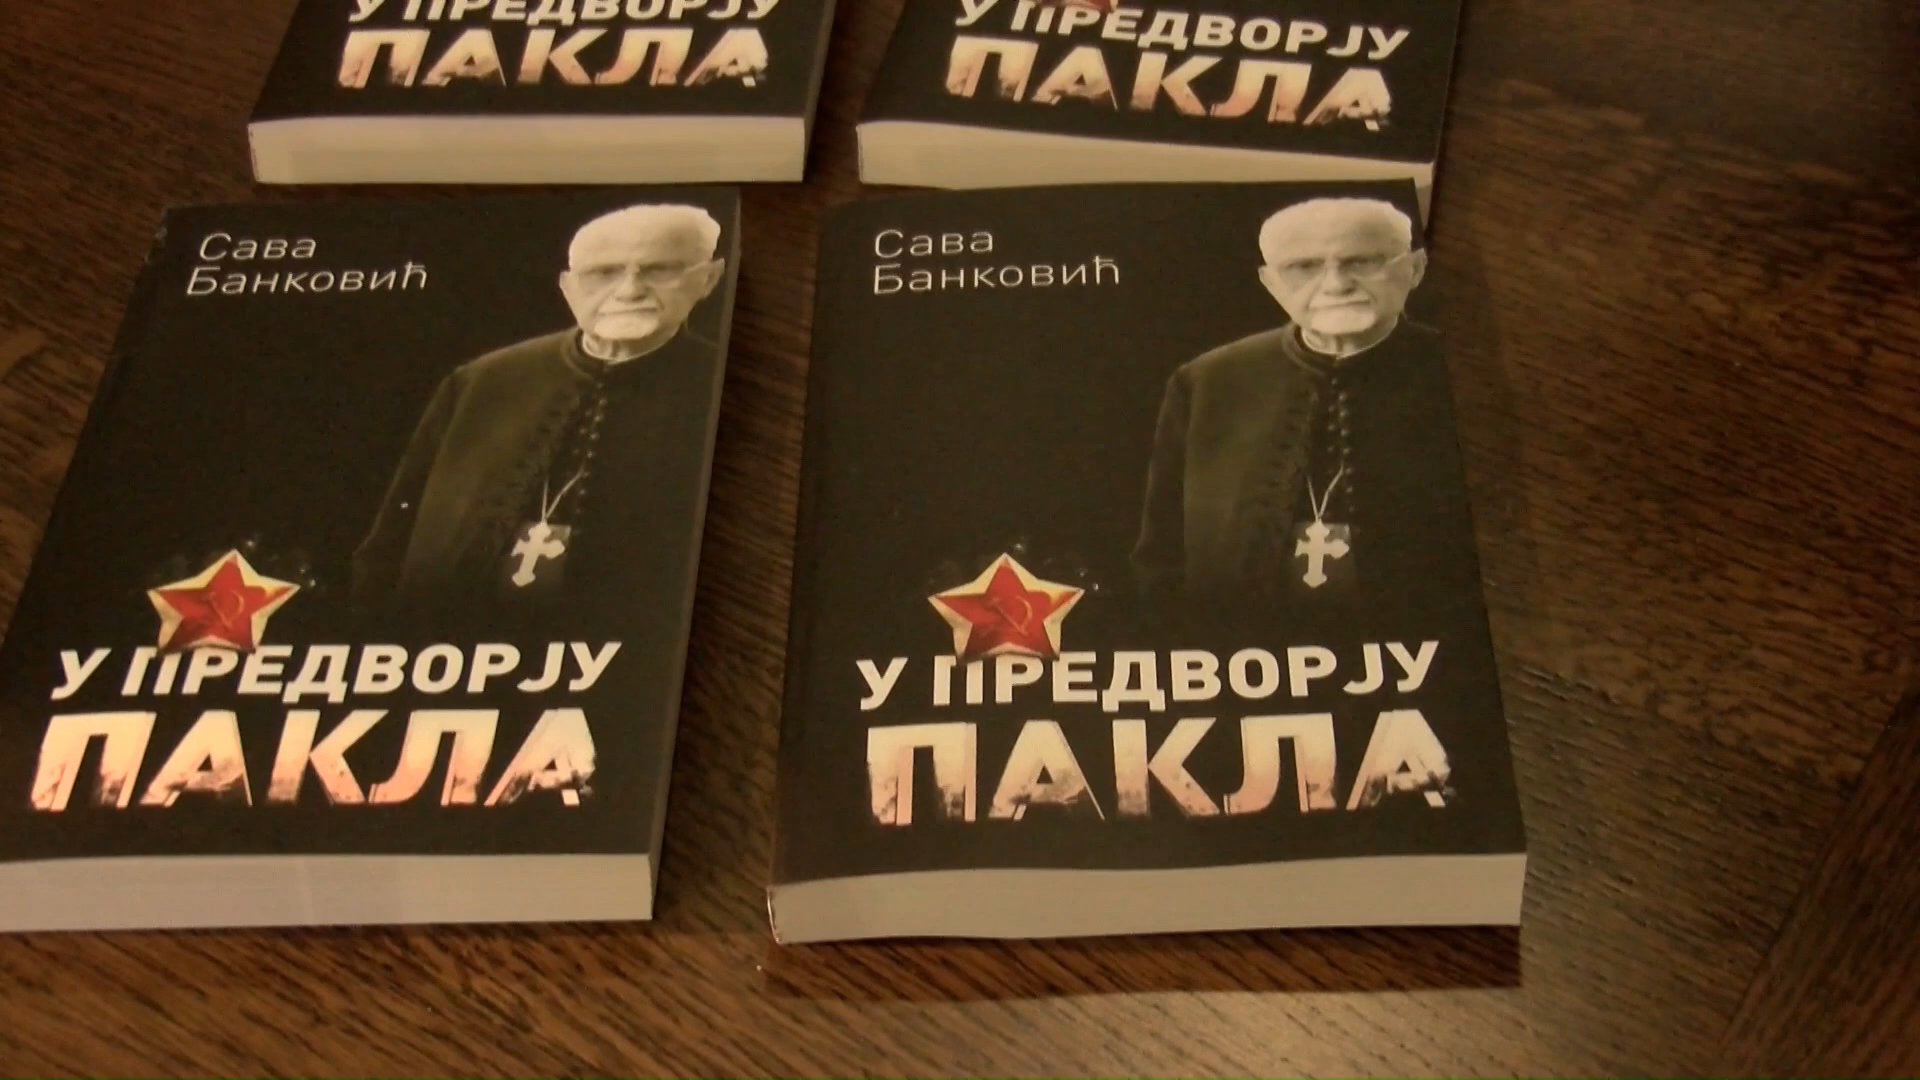 У ПРЕДВОРЈУ
ПАКЛА
У ПРЕДВОРЈУ
ПАКЛА
Сава
Банковић
У ПРЕДВОРЈУ
ПАКЛА
Сава
Банковић
У ПРЕДВОРЈУ
ПАКЛА